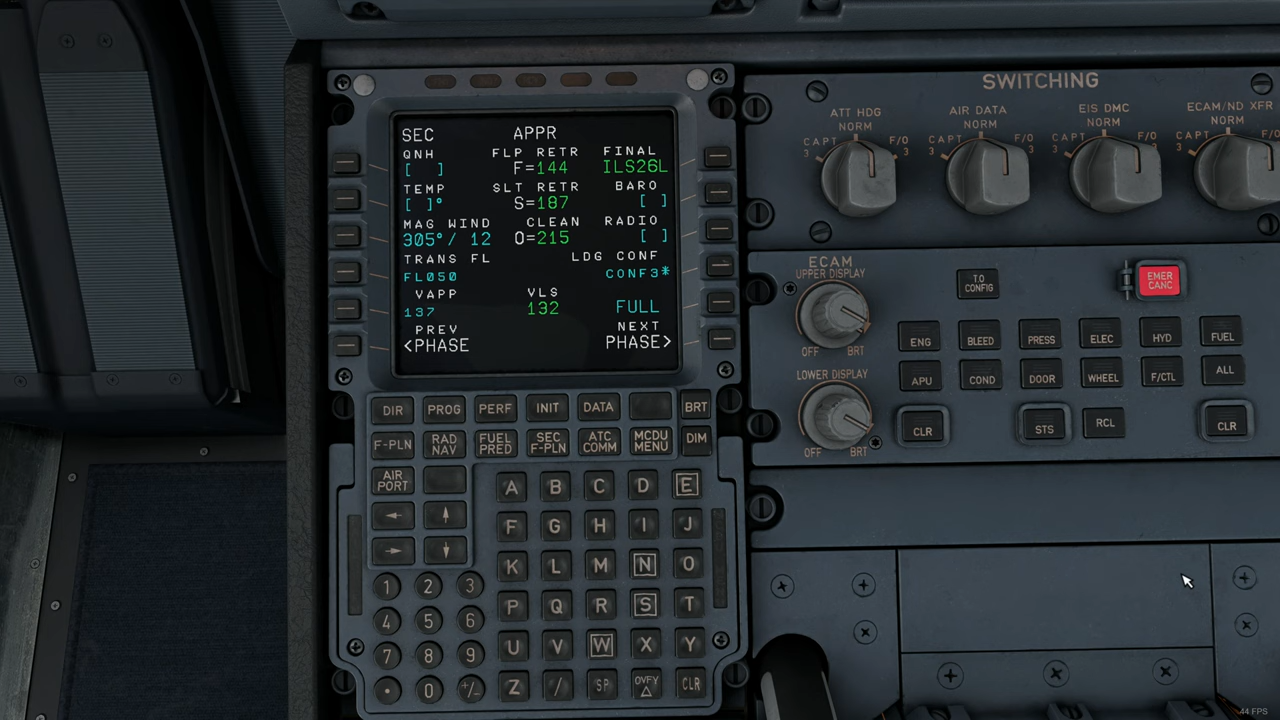 SEC APPR
QNH FLP RETR FINAL
[ ] F=144 ILS26L
TEMP SLT RETR BARO
[ ]° S=187 [ ]
MAG WIND CLEAN RADIO
305°/ 12 O=215 [ ]
TRANS FL LDG CONF
FL050 CONF3*
VAPP VLS
137 132 FULL
PREV NEXT
<PHASE PHASE>
DIR PROG PERF INIT DATA BRT
F-PLN RAD NAV FUEL PRED SEC F-PLN ATC COMM MCDU MENU DIM
AIR PORT
← ↑
→ ↓
A B C D E
F G H I J
K L M N O
P Q R S T
U V W X Y
Z / SP OVFY △ CLR
1 2 3
4 5 6
7 8 9
. 0 +/-
SWITCHING
ATT HDG AIR DATA EIS DMC ECAM/ND XFR
NORM NORM NORM NORM
CAPT 3 F/O 3 CAPT 3 F/O 3 CAPT 3 F/O 3 CAPT F/O
ECAM
UPPER DISPLAY
OFF BRT
LOWER DISPLAY
OFF BRT
T.O CONFIG
EMER CANC
ENG BLEED PRESS ELEC HYD FUEL
APU COND DOOR WHEEL F/CTL ALL
CLR STS RCL CLR
44 FPS